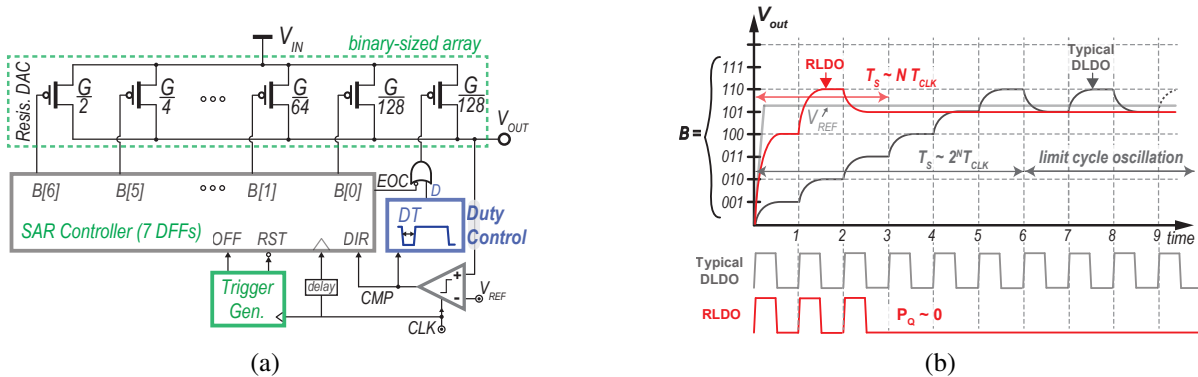 V_IN
binary-sized array
Resis. DAC
G/2 G/4 ooo G/64 G/128 G/128
V_OUT
B[6] B[5] ooo B[1] B[0] EOC
D
SAR Controller (7 DFFs)
DT Duty Control
OFF RST DIR
Trigger Gen.
delay
CMP
+
-
V_REF
CLK
(a)
V_out
B =
111
110
101
100
011
010
001
RLDO
T_S ~ N T_CLK
Typical DLDO
V_REF
T_S ~ 2^N T_CLK
limit cycle oscillation
1 2 3 4 5 6 7 8 9 time
Typical DLDO
RLDO
P_Q ~ 0
(b)